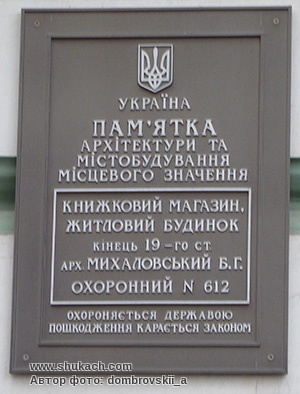 УКРАЇНА
ПАМ'ЯТКА
АРХІТЕКТУРИ ТА
МІСТОБУДУВАННЯ
МІСЦЕВОГО ЗНАЧЕННЯ
КНИЖКОВИЙ МАГАЗИН,
ЖИТЛОВИЙ БУДИНОК
КІНЕЦЬ 19-ГО СТ.
АРХ. МИХАЛОВСЬКИЙ Б.Г.
ОХОРОННИЙ N 612
ОХОРОНЯЄТЬСЯ ДЕРЖАВОЮ
ПОШКОДЖЕННЯ КАРАЄТЬСЯ ЗАКОНОМ
www.shukach.com
Автор фото: dombrovskii_a